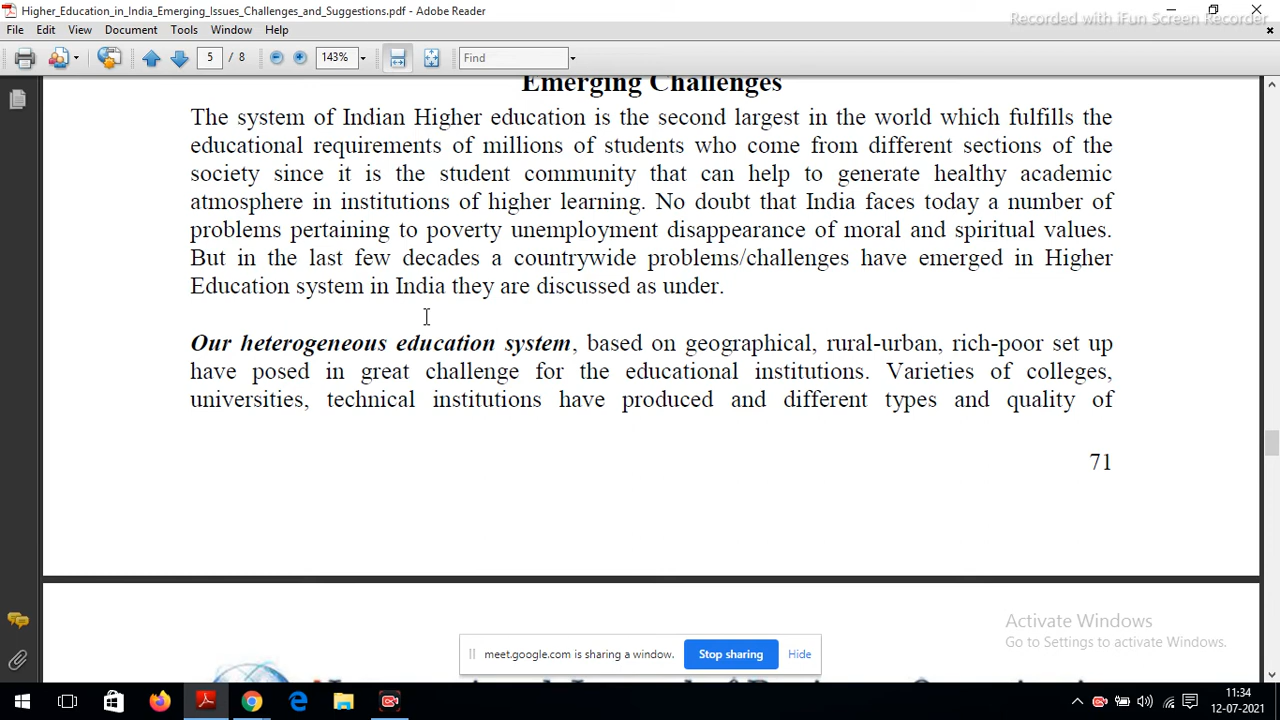 Higher_Education_in_India_Emerging_Issues_Challenges_and_Suggestions.pdf - Adobe Reader
Recorded with iFun Screen Recorder
File Edit View Document Tools Window Help
5 / 8 143% Find
Emerging Challenges
The system of Indian Higher education is the second largest in the world which fulfills the
educational requirements of millions of students who come from different sections of the
society since it is the student community that can help to generate healthy academic
atmosphere in institutions of higher learning. No doubt that India faces today a number of
problems pertaining to poverty unemployment disappearance of moral and spiritual values.
But in the last few decades a countrywide problems/challenges have emerged in Higher
Education system in India they are discussed as under.
Our heterogeneous education system, based on geographical, rural-urban, rich-poor set up
have posed in great challenge for the educational institutions. Varieties of colleges,
universities, technical institutions have produced and different types and quality of
71
Activate Windows
Go to Settings to activate Windows.
meet.google.com is sharing a window. Stop sharing Hide
11:34
12-07-2021